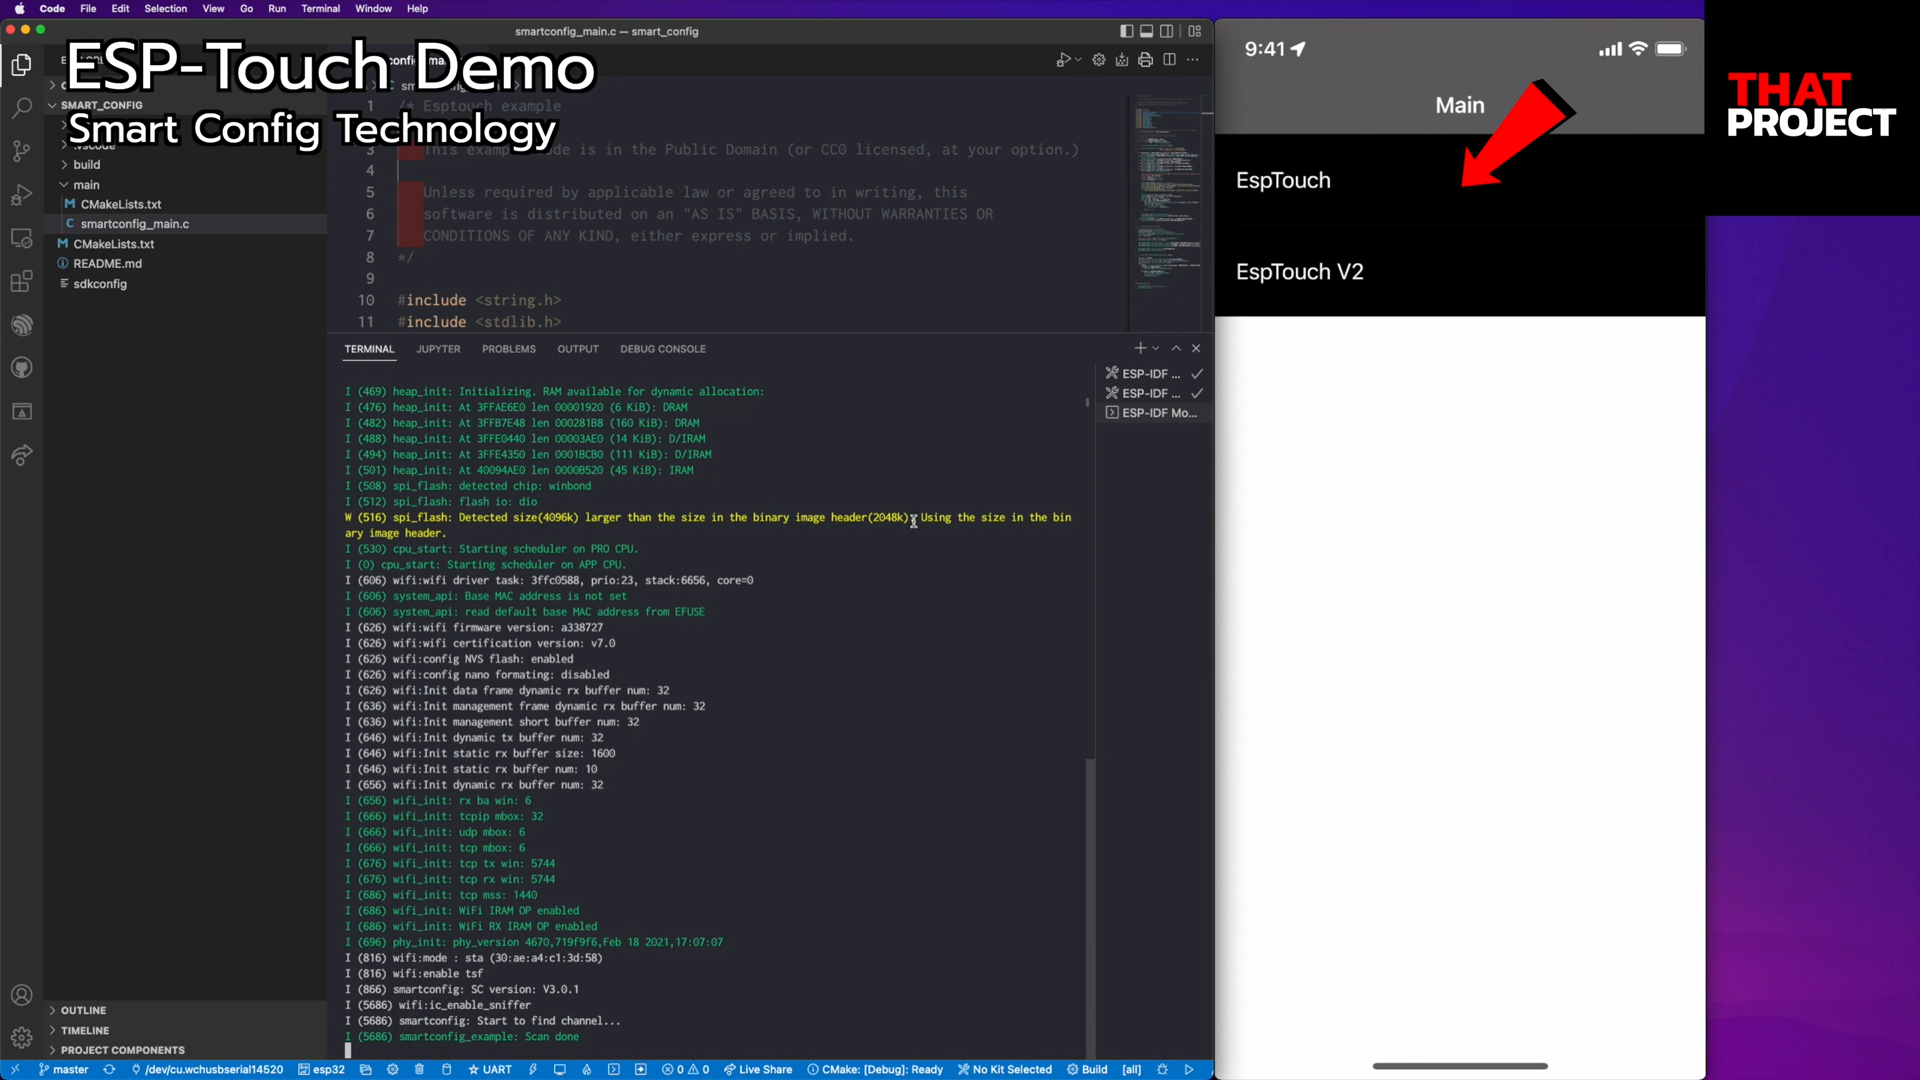 Code File Edit Selection View Go Run Terminal Window Help
smartconfig_main.c — smart_config
ESP-Touch Demo
Smart Config Technology
SMART_CONFIG
.vscode
build
main
CMakeLists.txt
smartconfig_main.c
CMakeLists.txt
README.md
sdkconfig
OUTLINE
TIMELINE
PROJECT COMPONENTS
1 /* Esptouch example
3 This example code is in the Public Domain (or CC0 licensed, at your option.)
4
5 Unless required by applicable law or agreed to in writing, this
6 software is distributed on an "AS IS" BASIS, WITHOUT WARRANTIES OR
7 CONDITIONS OF ANY KIND, either express or implied.
8 */
9
10 #include <string.h>
11 #include <stdlib.h>
TERMINAL JUPYTER PROBLEMS OUTPUT DEBUG CONSOLE
ESP-IDF ...
ESP-IDF ...
ESP-IDF Mo...
I (469) heap_init: Initializing. RAM available for dynamic allocation:
I (476) heap_init: At 3FFAE6E0 len 00001920 (6 KiB): DRAM
I (482) heap_init: At 3FFB7E48 len 000281B8 (160 KiB): DRAM
I (488) heap_init: At 3FFE0440 len 00003AE0 (14 KiB): D/IRAM
I (494) heap_init: At 3FFE4350 len 0001BCB0 (111 KiB): D/IRAM
I (501) heap_init: At 40094AE0 len 0000B520 (45 KiB): IRAM
I (508) spi_flash: detected chip: winbond
I (512) spi_flash: flash io: dio
W (516) spi_flash: Detected size(4096k) larger than the size in the binary image header(2048k). Using the size in the bin
ary image header.
I (530) cpu_start: Starting scheduler on PRO CPU.
I (0) cpu_start: Starting scheduler on APP CPU.
I (606) wifi:wifi driver task: 3ffc0588, prio:23, stack:6656, core=0
I (606) system_api: Base MAC address is not set
I (606) system_api: read default base MAC address from EFUSE
I (626) wifi:wifi firmware version: a338727
I (626) wifi:wifi certification version: v7.0
I (626) wifi:config NVS flash: enabled
I (626) wifi:config nano formating: disabled
I (626) wifi:Init data frame dynamic rx buffer num: 32
I (636) wifi:Init management frame dynamic rx buffer num: 32
I (636) wifi:Init management short buffer num: 32
I (646) wifi:Init dynamic tx buffer num: 32
I (646) wifi:Init static rx buffer size: 1600
I (646) wifi:Init static rx buffer num: 10
I (656) wifi:Init dynamic rx buffer num: 32
I (656) wifi_init: rx ba win: 6
I (666) wifi_init: tcpip mbox: 32
I (666) wifi_init: udp mbox: 6
I (666) wifi_init: tcp mbox: 6
I (676) wifi_init: tcp tx win: 5744
I (676) wifi_init: tcp rx win: 5744
I (686) wifi_init: tcp mss: 1440
I (686) wifi_init: WiFi IRAM OP enabled
I (686) wifi_init: WiFi RX IRAM OP enabled
I (696) phy_init: phy_version 4670,719f9f6,Feb 18 2021,17:07:07
I (816) wifi:mode : sta (30:ae:a4:c1:3d:58)
I (816) wifi:enable tsf
I (866) smartconfig: SC version: V3.0.1
I (5686) wifi:ic_enable_sniffer
I (5686) smartconfig: Start to find channel...
I (5686) smartconfig_example: Scan done
master /dev/cu.wchusbserial14520 esp32 UART 0 0 Live Share CMake: [Debug]: Ready No Kit Selected Build [all]
9:41
Main
EspTouch
EspTouch V2
THAT
PROJECT